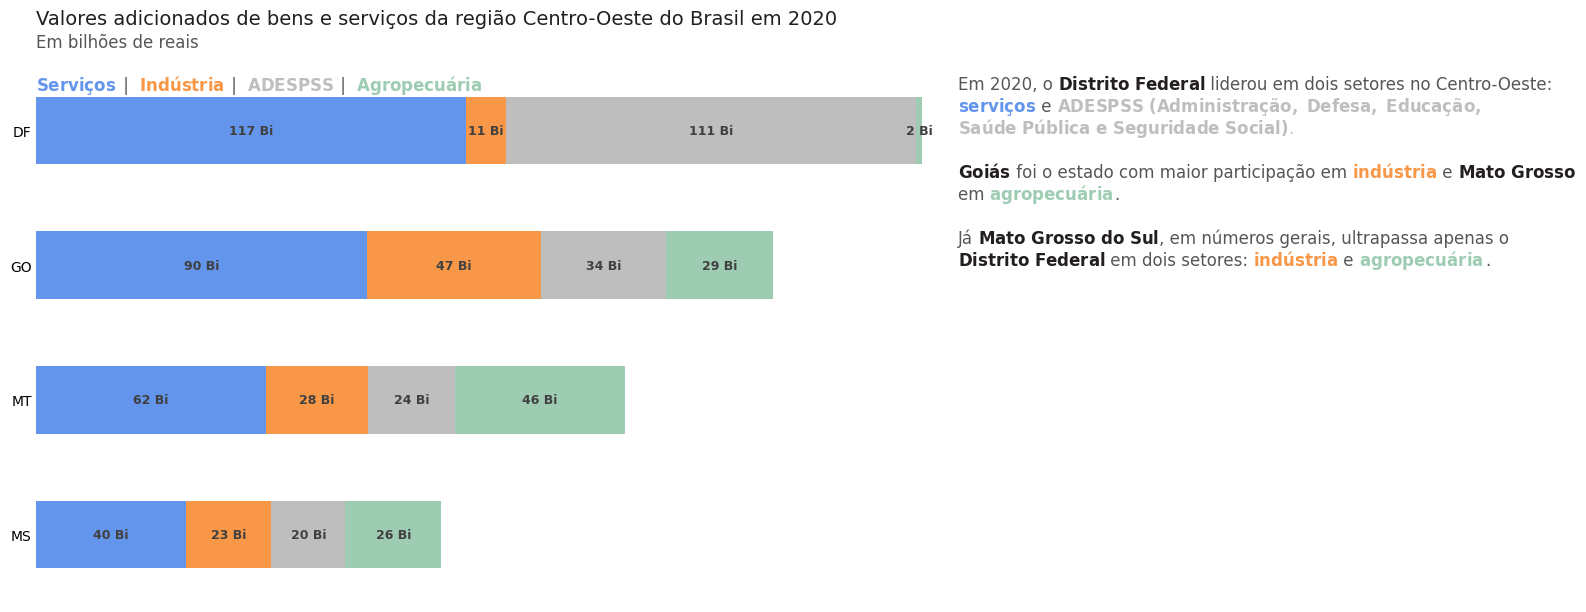 Valores adicionados de bens e serviços da região Centro-Oeste do Brasil em 2020
Em bilhões de reais
Serviços | Indústria | ADESPSS | Agropecuária
DF 117 Bi 11 Bi 111 Bi 2 Bi
GO 90 Bi 47 Bi 34 Bi 29 Bi
MT 62 Bi 28 Bi 24 Bi 46 Bi
MS 40 Bi 23 Bi 20 Bi 26 Bi
Em 2020, o Distrito Federal liderou em dois setores no Centro-Oeste:
serviços e ADESPSS (Administração, Defesa, Educação,
Saúde Pública e Seguridade Social).
Goiás foi o estado com maior participação em indústria e Mato Grosso
em agropecuária.
Já Mato Grosso do Sul, em números gerais, ultrapassa apenas o
Distrito Federal em dois setores: indústria e agropecuária.